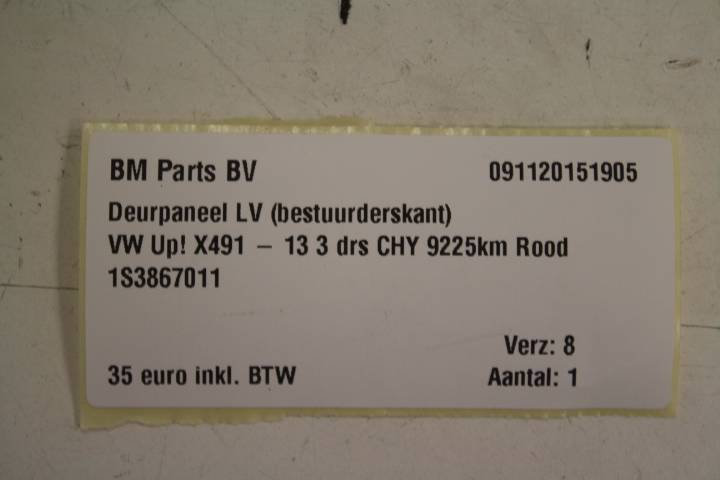 BM Parts BV 091120151905
Deurpaneel LV (bestuurderskant)
VW Up! X491 – 13 3 drs CHY 9225km Rood
1S3867011
Verz: 8
35 euro inkl. BTW Aantal: 1